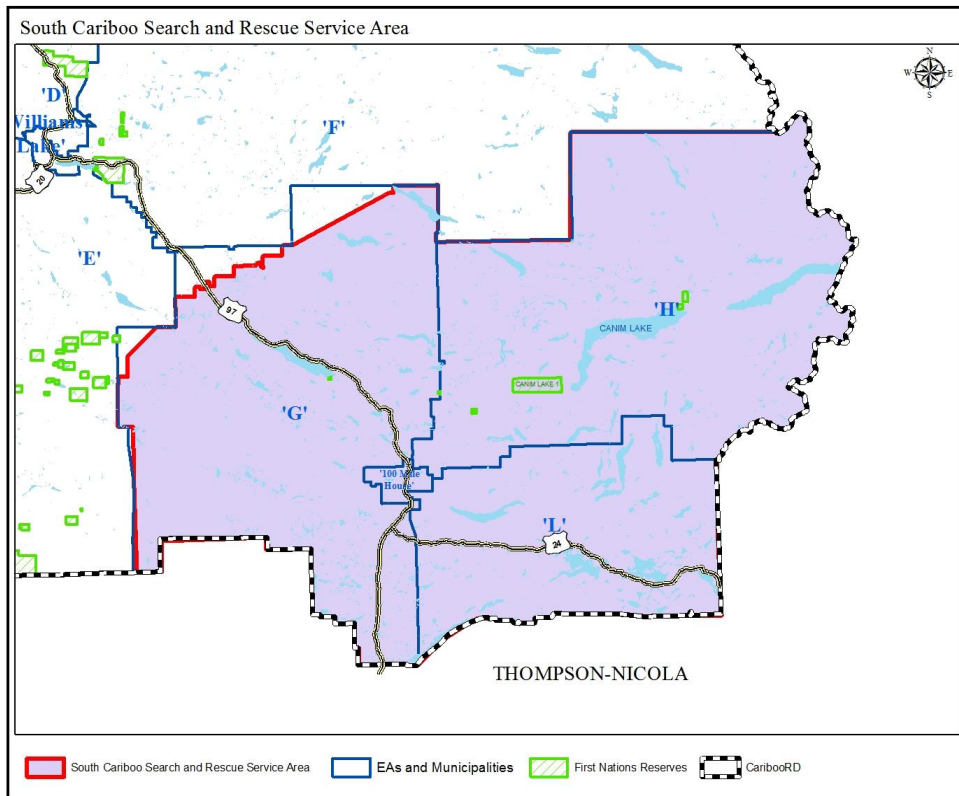 South Cariboo Search and Rescue Service Area
N
W
E
S
'D
Williams
Lake'
'F'
20
'E'
97
'H'
CANIM LAKE
CANIM LAKE 1
'G'
'100 Mile
House'
'L'
24
THOMPSON-NICOLA
South Cariboo Search and Rescue Service Area
EAs and Municipalities
First Nations Reserves
CaribooRD